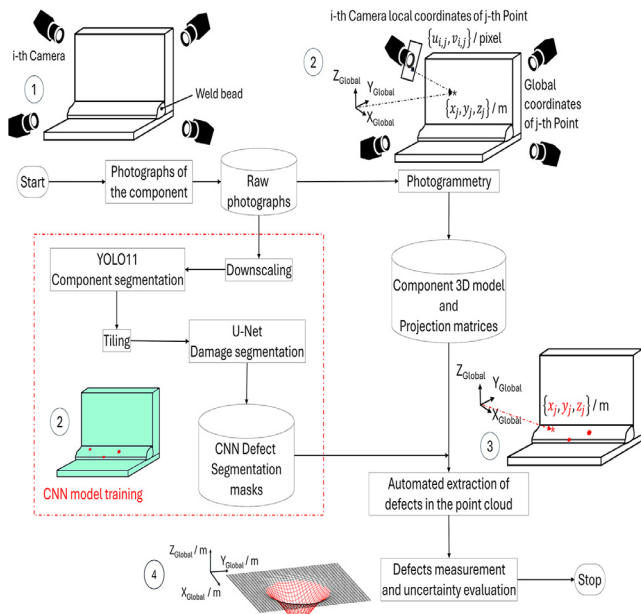 i-th Camera local coordinates of j-th Point
{u_{i,j}, v_{i,j}} / pixel
i-th Camera
1
Weld bead
2
Z_Global
Y_Global
X_Global
{x_j, y_j, z_j} / m
Global
coordinates
of j-th Point
Start
Photographs of
the component
Raw
photographs
Photogrammetry
YOLO11
Component segmentation
Downscaling
Tiling
U-Net
Damage segmentation
Component 3D model
and
Projection matrices
2
CNN model training
CNN Defect
Segmentation
masks
Z_Global
Y_Global
X_Global
{x_j, y_j, z_j} / m
3
Automated extraction of
defects in the point cloud
4
Z_Global / m
Y_Global / m
X_Global / m
Defects measurement
and uncertainty evaluation
Stop